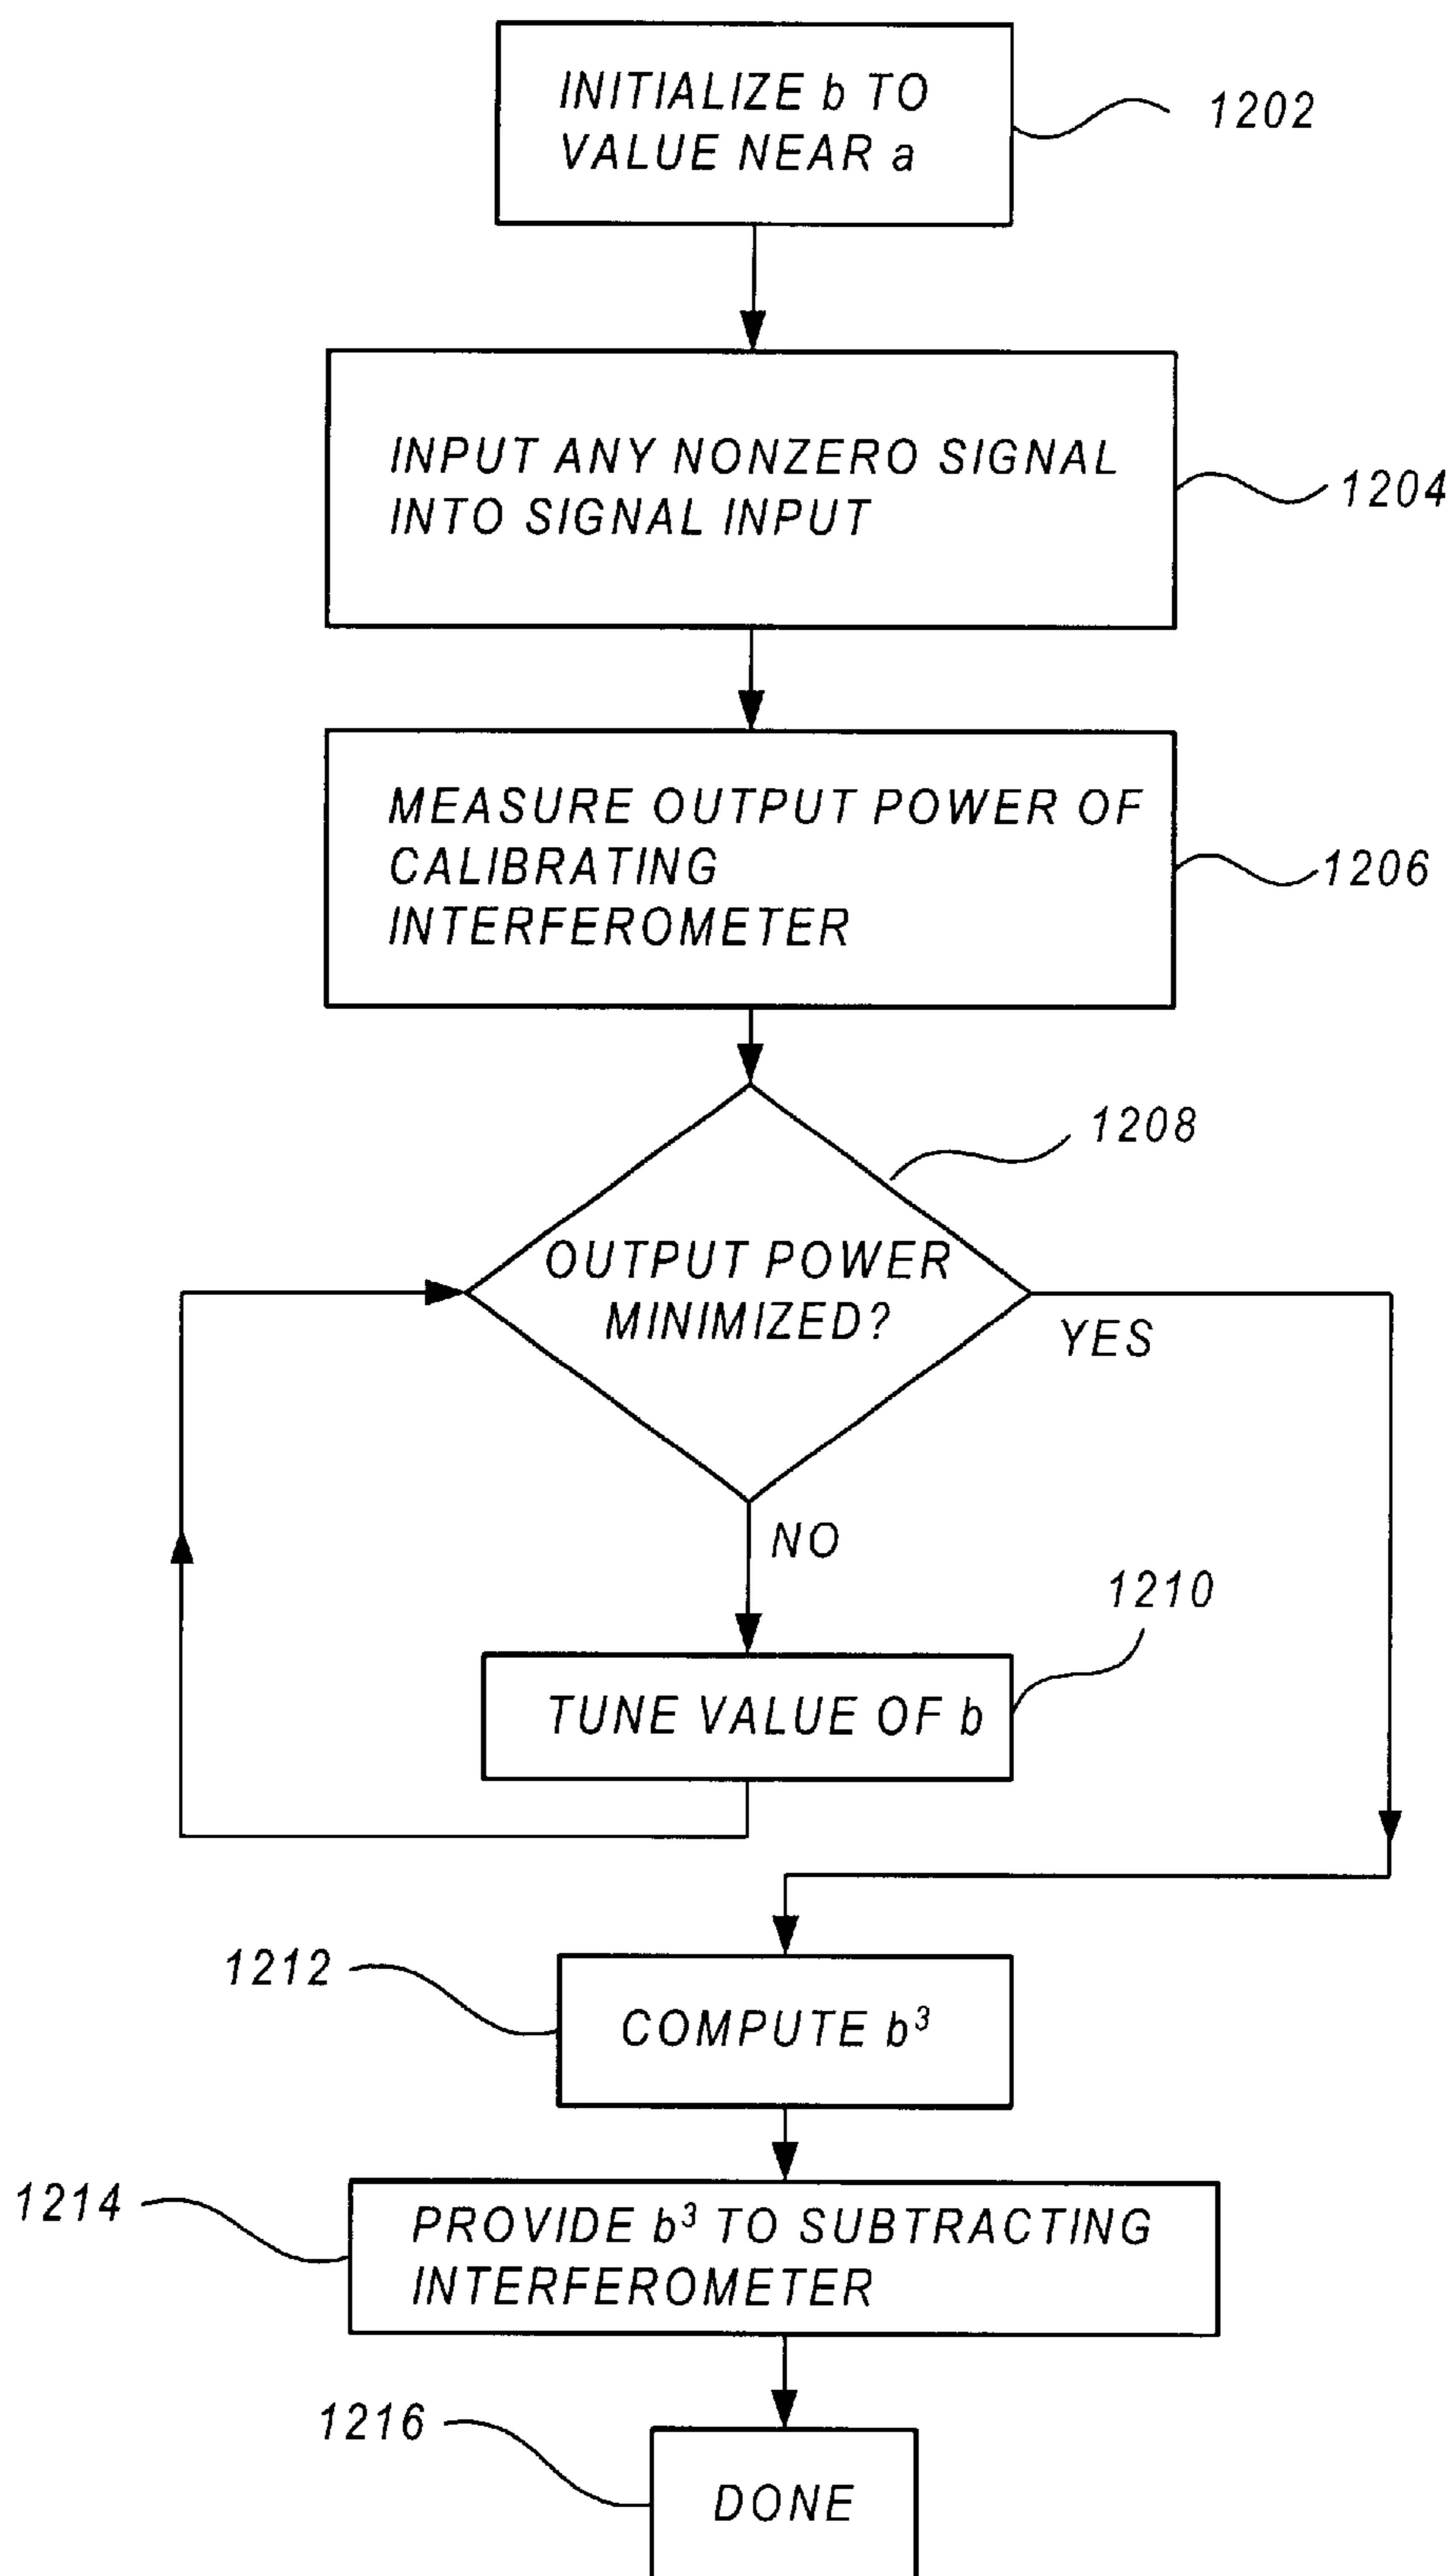 INITIALIZE b TO
VALUE NEAR a
1202
INPUT ANY NONZERO SIGNAL
INTO SIGNAL INPUT
1204
MEASURE OUTPUT POWER OF
CALIBRATING
INTERFEROMETER
1206
1208
OUTPUT POWER
MINIMIZED?
YES
NO
1210
TUNE VALUE OF b
1212
COMPUTE b³
1214
PROVIDE b³ TO SUBTRACTING
INTERFEROMETER
1216
DONE